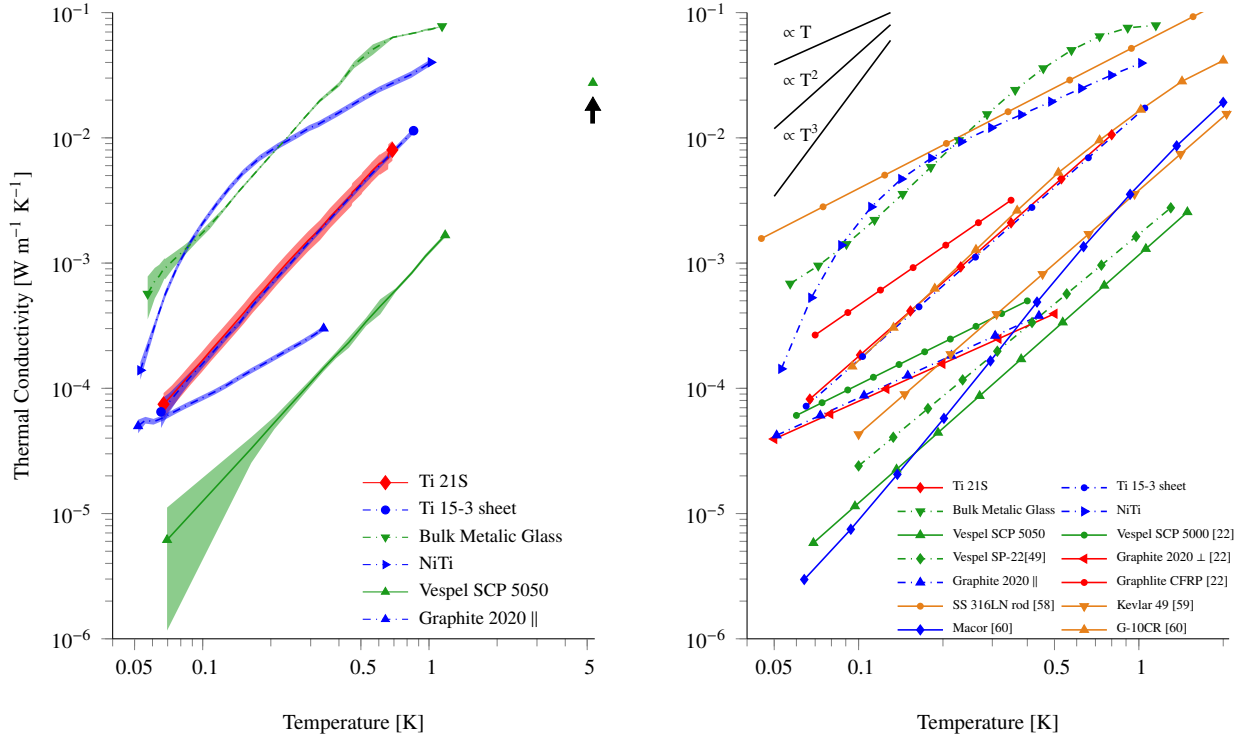 10⁻¹
10⁻²
10⁻³
10⁻⁴
10⁻⁵
10⁻⁶
Thermal Conductivity [W m⁻¹ K⁻¹]
0.05
0.1
0.5
1
5
Temperature [K]
Ti 21S
Ti 15-3 sheet
Bulk Metalic Glass
NiTi
Vespel SCP 5050
Graphite 2020 ||
10⁻¹
10⁻²
10⁻³
10⁻⁴
10⁻⁵
10⁻⁶
∝ T
∝ T²
∝ T³
Ti 21S
Bulk Metalic Glass
Vespel SCP 5050
Vespel SP-22[49]
Graphite 2020 ||
SS 316LN rod [58]
Macor [60]
Ti 15-3 sheet
NiTi
Vespel SCP 5000 [22]
Graphite 2020 ⊥ [22]
Graphlite CFRP [22]
Kevlar 49 [59]
G-10CR [60]
0.05
0.1
0.5
1
Temperature [K]